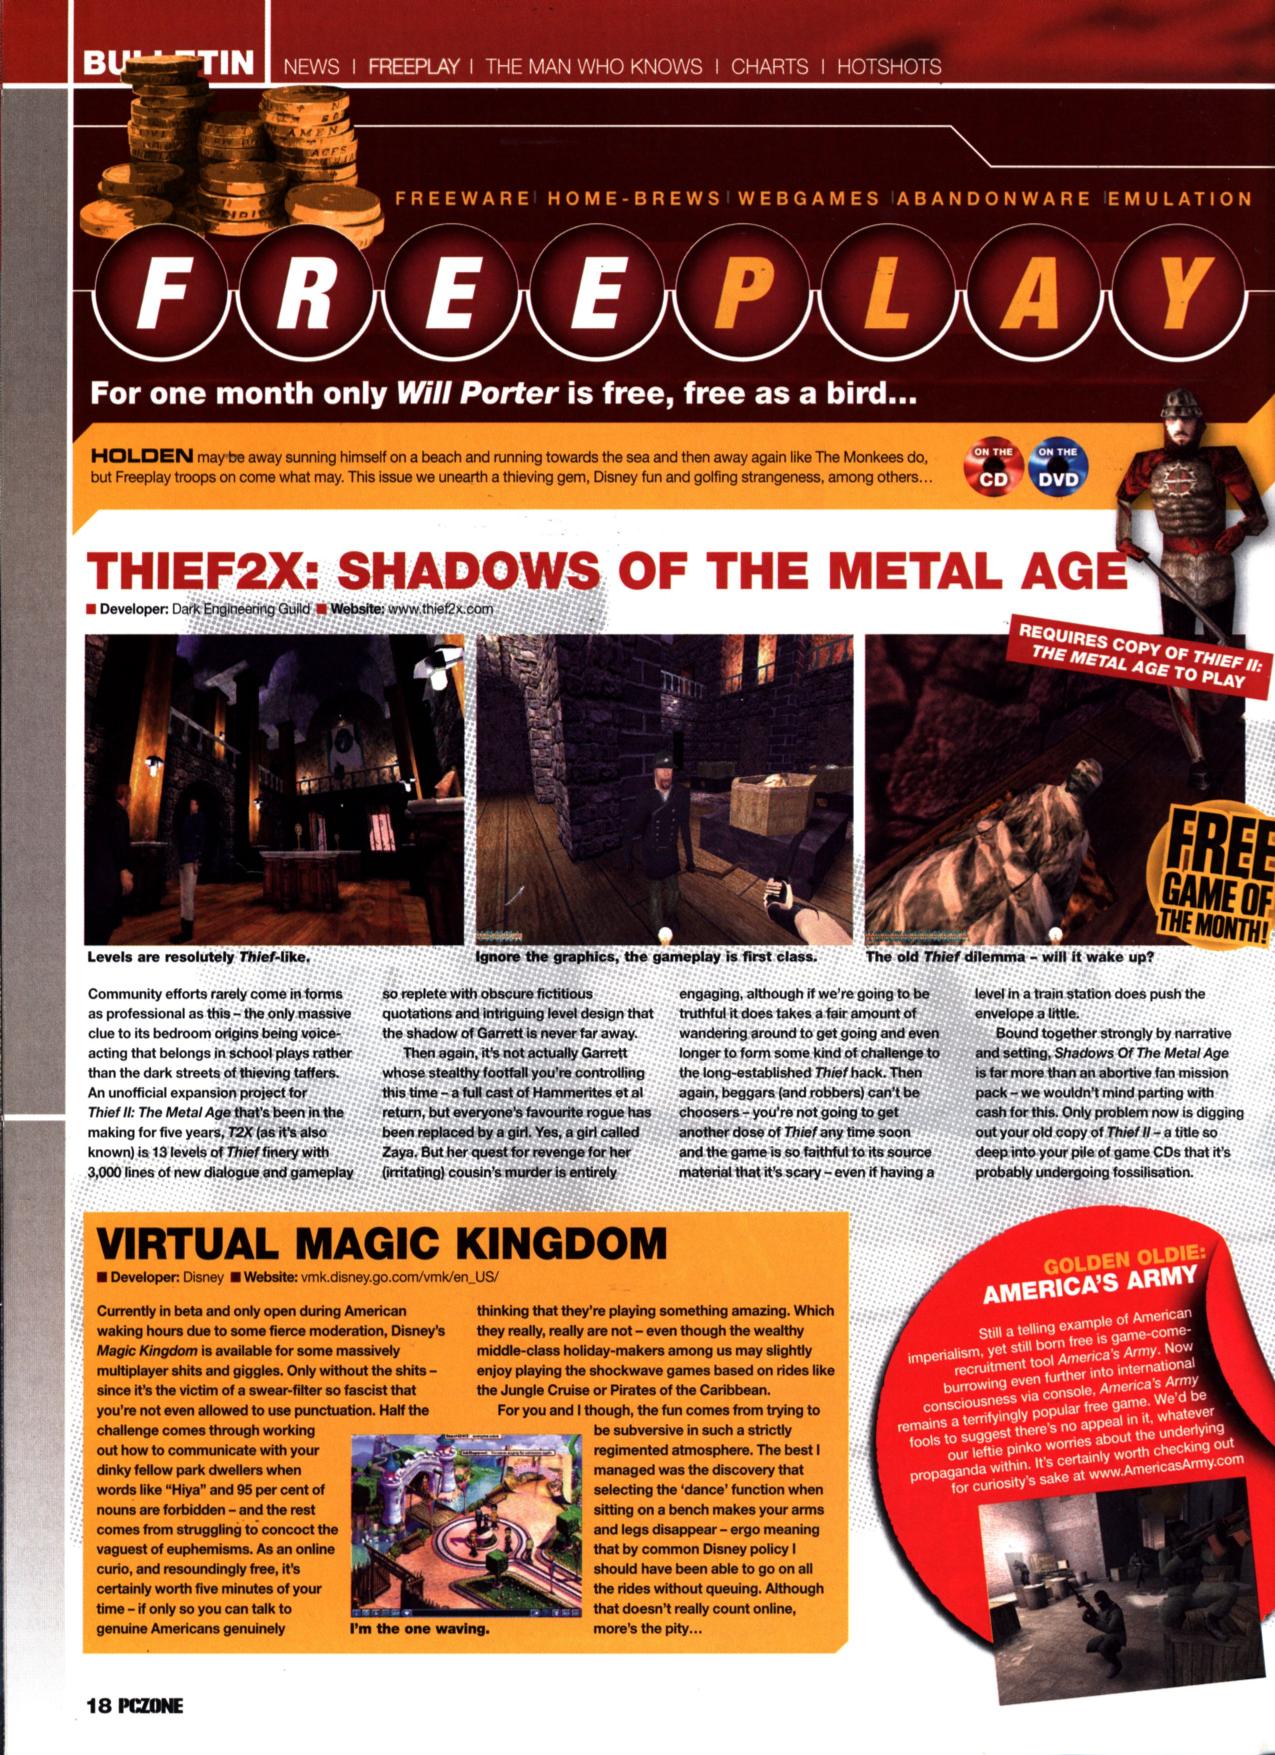 BULLETIN
NEWS | FREEPLAY | THE MAN WHO KNOWS | CHARTS | HOTSHOTS
FREEWARE | HOME-BREWS | WEBGAMES | ABANDONWARE | EMULATION
FREEPLAY
For one month only Will Porter is free, free as a bird...
HOLDEN may be away sunning himself on a beach and running towards the sea and then away again like The Monkees do,
but Freeplay troops on come what may. This issue we unearth a thieving gem, Disney fun and golfing strangeness, among others...
ON THE
CD
ON THE
DVD
THIEF2X: SHADOWS OF THE METAL AGE
■ Developer: Dark Engineering Guild ■ Website: www.thief2x.com
REQUIRES COPY OF THIEF II:
THE METAL AGE TO PLAY
FREE
GAME OF
THE MONTH!
Levels are resolutely Thief-like.
Ignore the graphics, the gameplay is first class.
The old Thief dilemma – will it wake up?
Community efforts rarely come in forms
as professional as this – the only massive
clue to its bedroom origins being voice-
acting that belongs in school plays rather
than the dark streets of thieving taffers.
An unofficial expansion project for
Thief II: The Metal Age that's been in the
making for five years, T2X (as it's also
known) is 13 levels of Thief finery with
3,000 lines of new dialogue and gameplay
so replete with obscure fictitious
quotations and intriguing level design that
the shadow of Garrett is never far away.
Then again, it's not actually Garrett
whose stealthy footfall you're controlling
this time – a full cast of Hammerites et al
return, but everyone's favourite rogue has
been replaced by a girl. Yes, a girl called
Zaya. But her quest for revenge for her
(irritating) cousin's murder is entirely
engaging, although if we're going to be
truthful it does takes a fair amount of
wandering around to get going and even
longer to form some kind of challenge to
the long-established Thief hack. Then
again, beggars (and robbers) can't be
choosers – you're not going to get
another dose of Thief any time soon
and the game is so faithful to its source
material that it's scary – even if having a
level in a train station does push the
envelope a little.
Bound together strongly by narrative
and setting, Shadows Of The Metal Age
is far more than an abortive fan mission
pack – we wouldn't mind parting with
cash for this. Only problem now is digging
out your old copy of Thief II – a title so
deep into your pile of game CDs that it's
probably undergoing fossilisation.
VIRTUAL MAGIC KINGDOM
■ Developer: Disney ■ Website: vmk.disney.go.com/vmk/en_US/
Currently in beta and only open during American
waking hours due to some fierce moderation, Disney's
Magic Kingdom is available for some massively
multiplayer shits and giggles. Only without the shits –
since it's the victim of a swear-filter so fascist that
you're not even allowed to use punctuation. Half the
challenge comes through working
out how to communicate with your
dinky fellow park dwellers when
words like "Hiya" and 95 per cent of
nouns are forbidden – and the rest
comes from struggling to concoct the
vaguest of euphemisms. As an online
curio, and resoundingly free, it's
certainly worth five minutes of your
time – if only so you can talk to
genuine Americans genuinely
thinking that they're playing something amazing. Which
they really, really are not – even though the wealthy
middle-class holiday-makers among us may slightly
enjoy playing the shockwave games based on rides like
the Jungle Cruise or Pirates of the Caribbean.
For you and I though, the fun comes from trying to
be subversive in such a strictly
regimented atmosphere. The best I
managed was the discovery that
selecting the 'dance' function when
sitting on a bench makes your arms
and legs disappear – ergo meaning
that by common Disney policy I
should have been able to go on all
the rides without queuing. Although
that doesn't really count online,
more's the pity...
I'm the one waving.
GOLDEN OLDIE:
AMERICA'S ARMY
Still a telling example of American
imperialism, yet still born free is game-come-
recruitment tool America's Army. Now
burrowing even further into international
consciousness via console, America's Army
remains a terrifyingly popular free game. We'd be
fools to suggest there's no appeal in it, whatever
our leftie pinko worries about the underlying
propaganda within. It's certainly worth checking out
for curiosity's sake at www.AmericasArmy.com
18 PCZONE